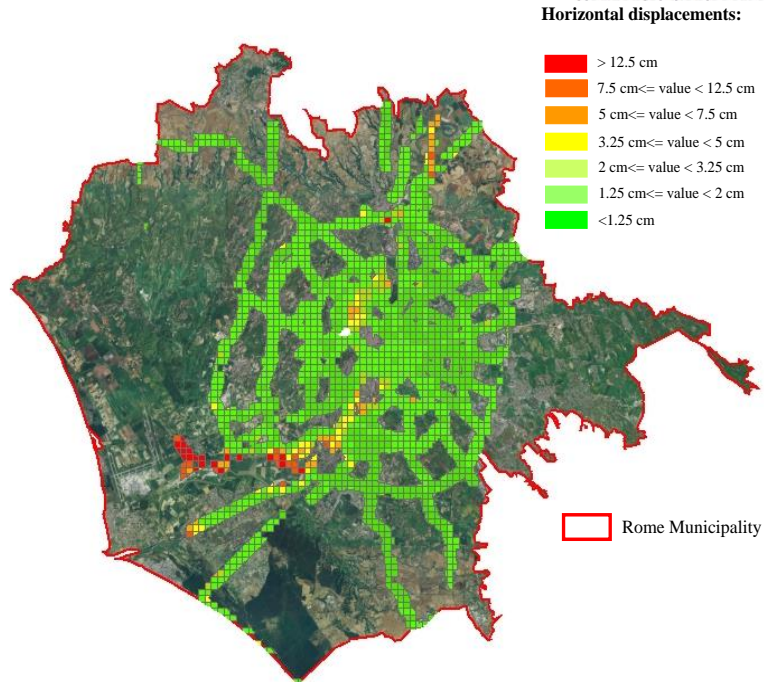 Horizontal displacements:
> 12.5 cm
7.5 cm<= value < 12.5 cm
5 cm<= value < 7.5 cm
3.25 cm<= value < 5 cm
2 cm<= value < 3.25 cm
1.25 cm<= value < 2 cm
<1.25 cm
Rome Municipality